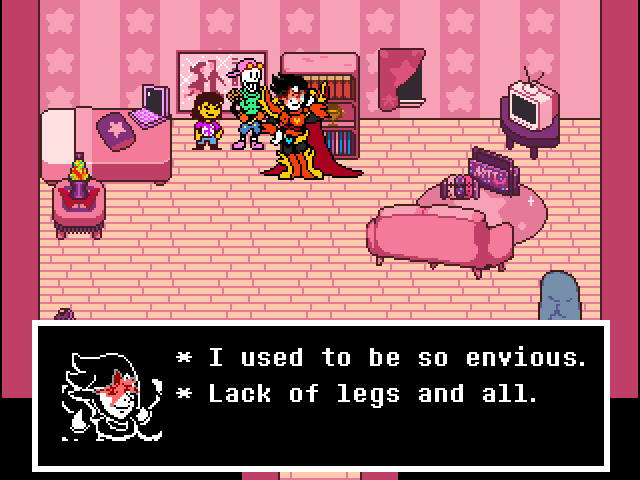 * I used to be so envious.
* Lack of legs and all.